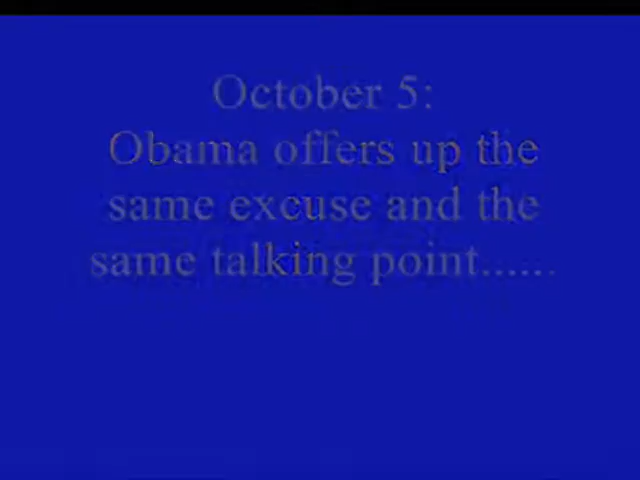 October 5:
Obama offers up the
same excuse and the
same talking point......